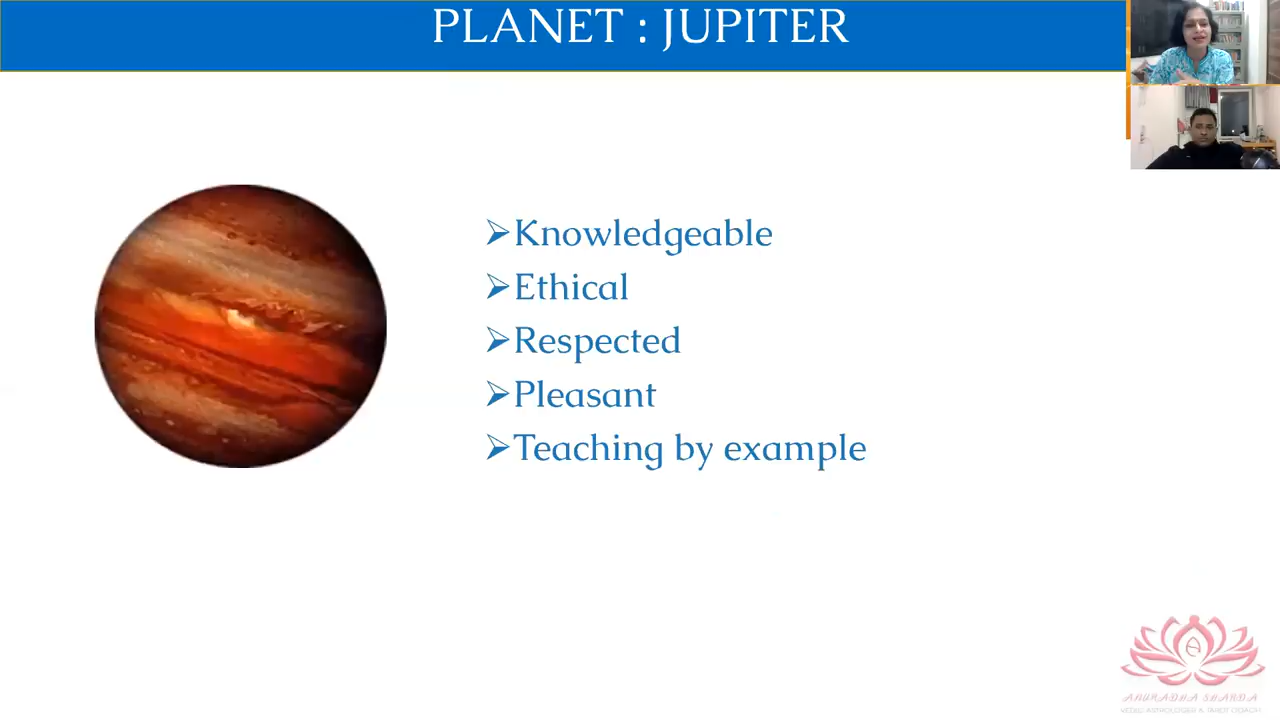 PLANET : JUPITER
Knowledgeable
Ethical
Respected
Pleasant
Teaching by example
ANURADHA SHARDA
VEDIC ASTROLOGER & TAROT COACH